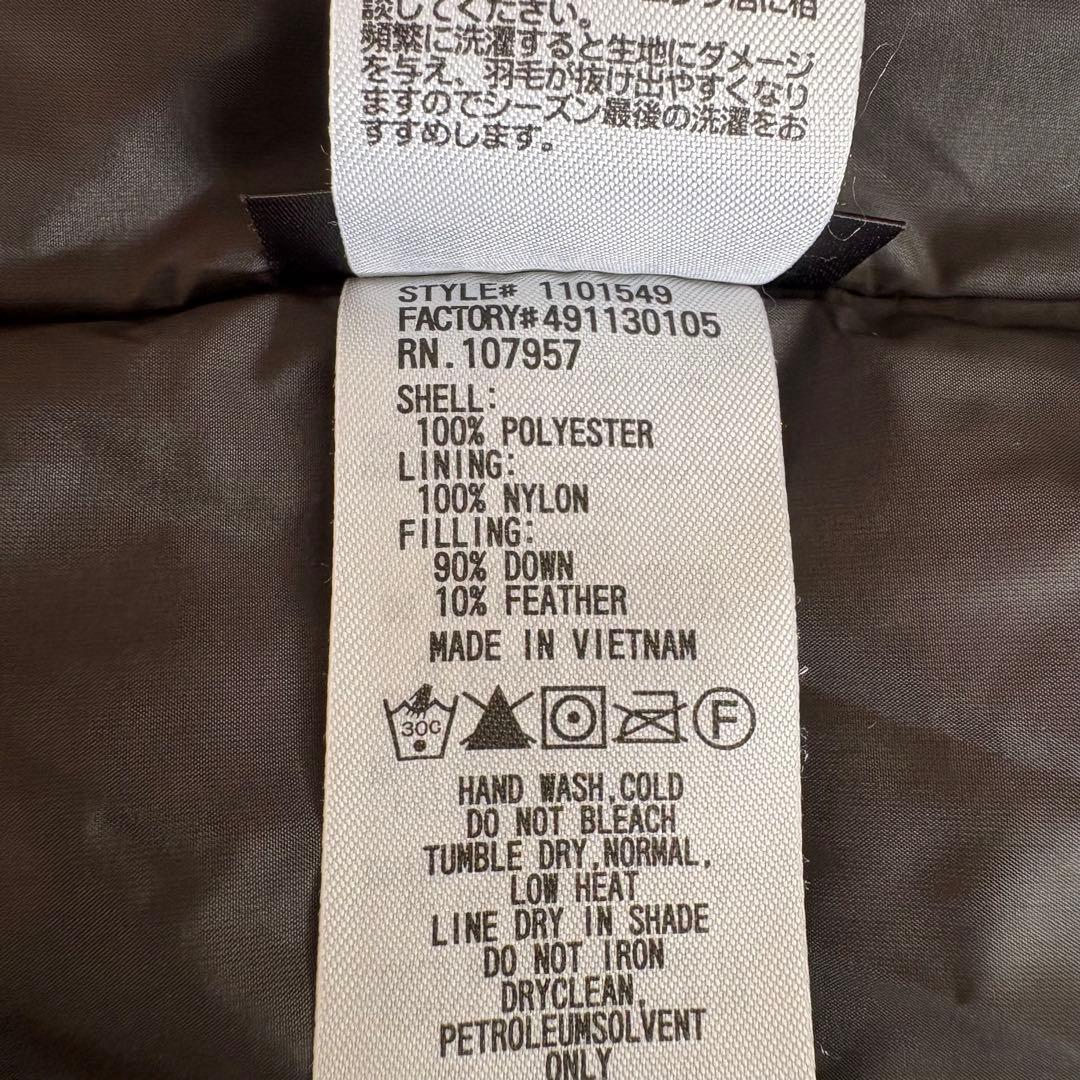 談してください。
頻繁に洗濯すると生地にダメージ
を与え、羽毛が抜け出やすくなり
ますのでシーズン最後の洗濯をお
すすめします。
STYLE# 1101549
FACTORY#491130105
RN.107957
SHELL:
100% POLYESTER
LINING:
100% NYLON
FILLING:
90% DOWN
10% FEATHER
MADE IN VIETNAM
30C F
HAND WASH,COLD
DO NOT BLEACH
TUMBLE DRY,NORMAL,
LOW HEAT
LINE DRY IN SHADE
DO NOT IRON
DRYCLEAN,
PETROLEUMSOLVENT
ONLY